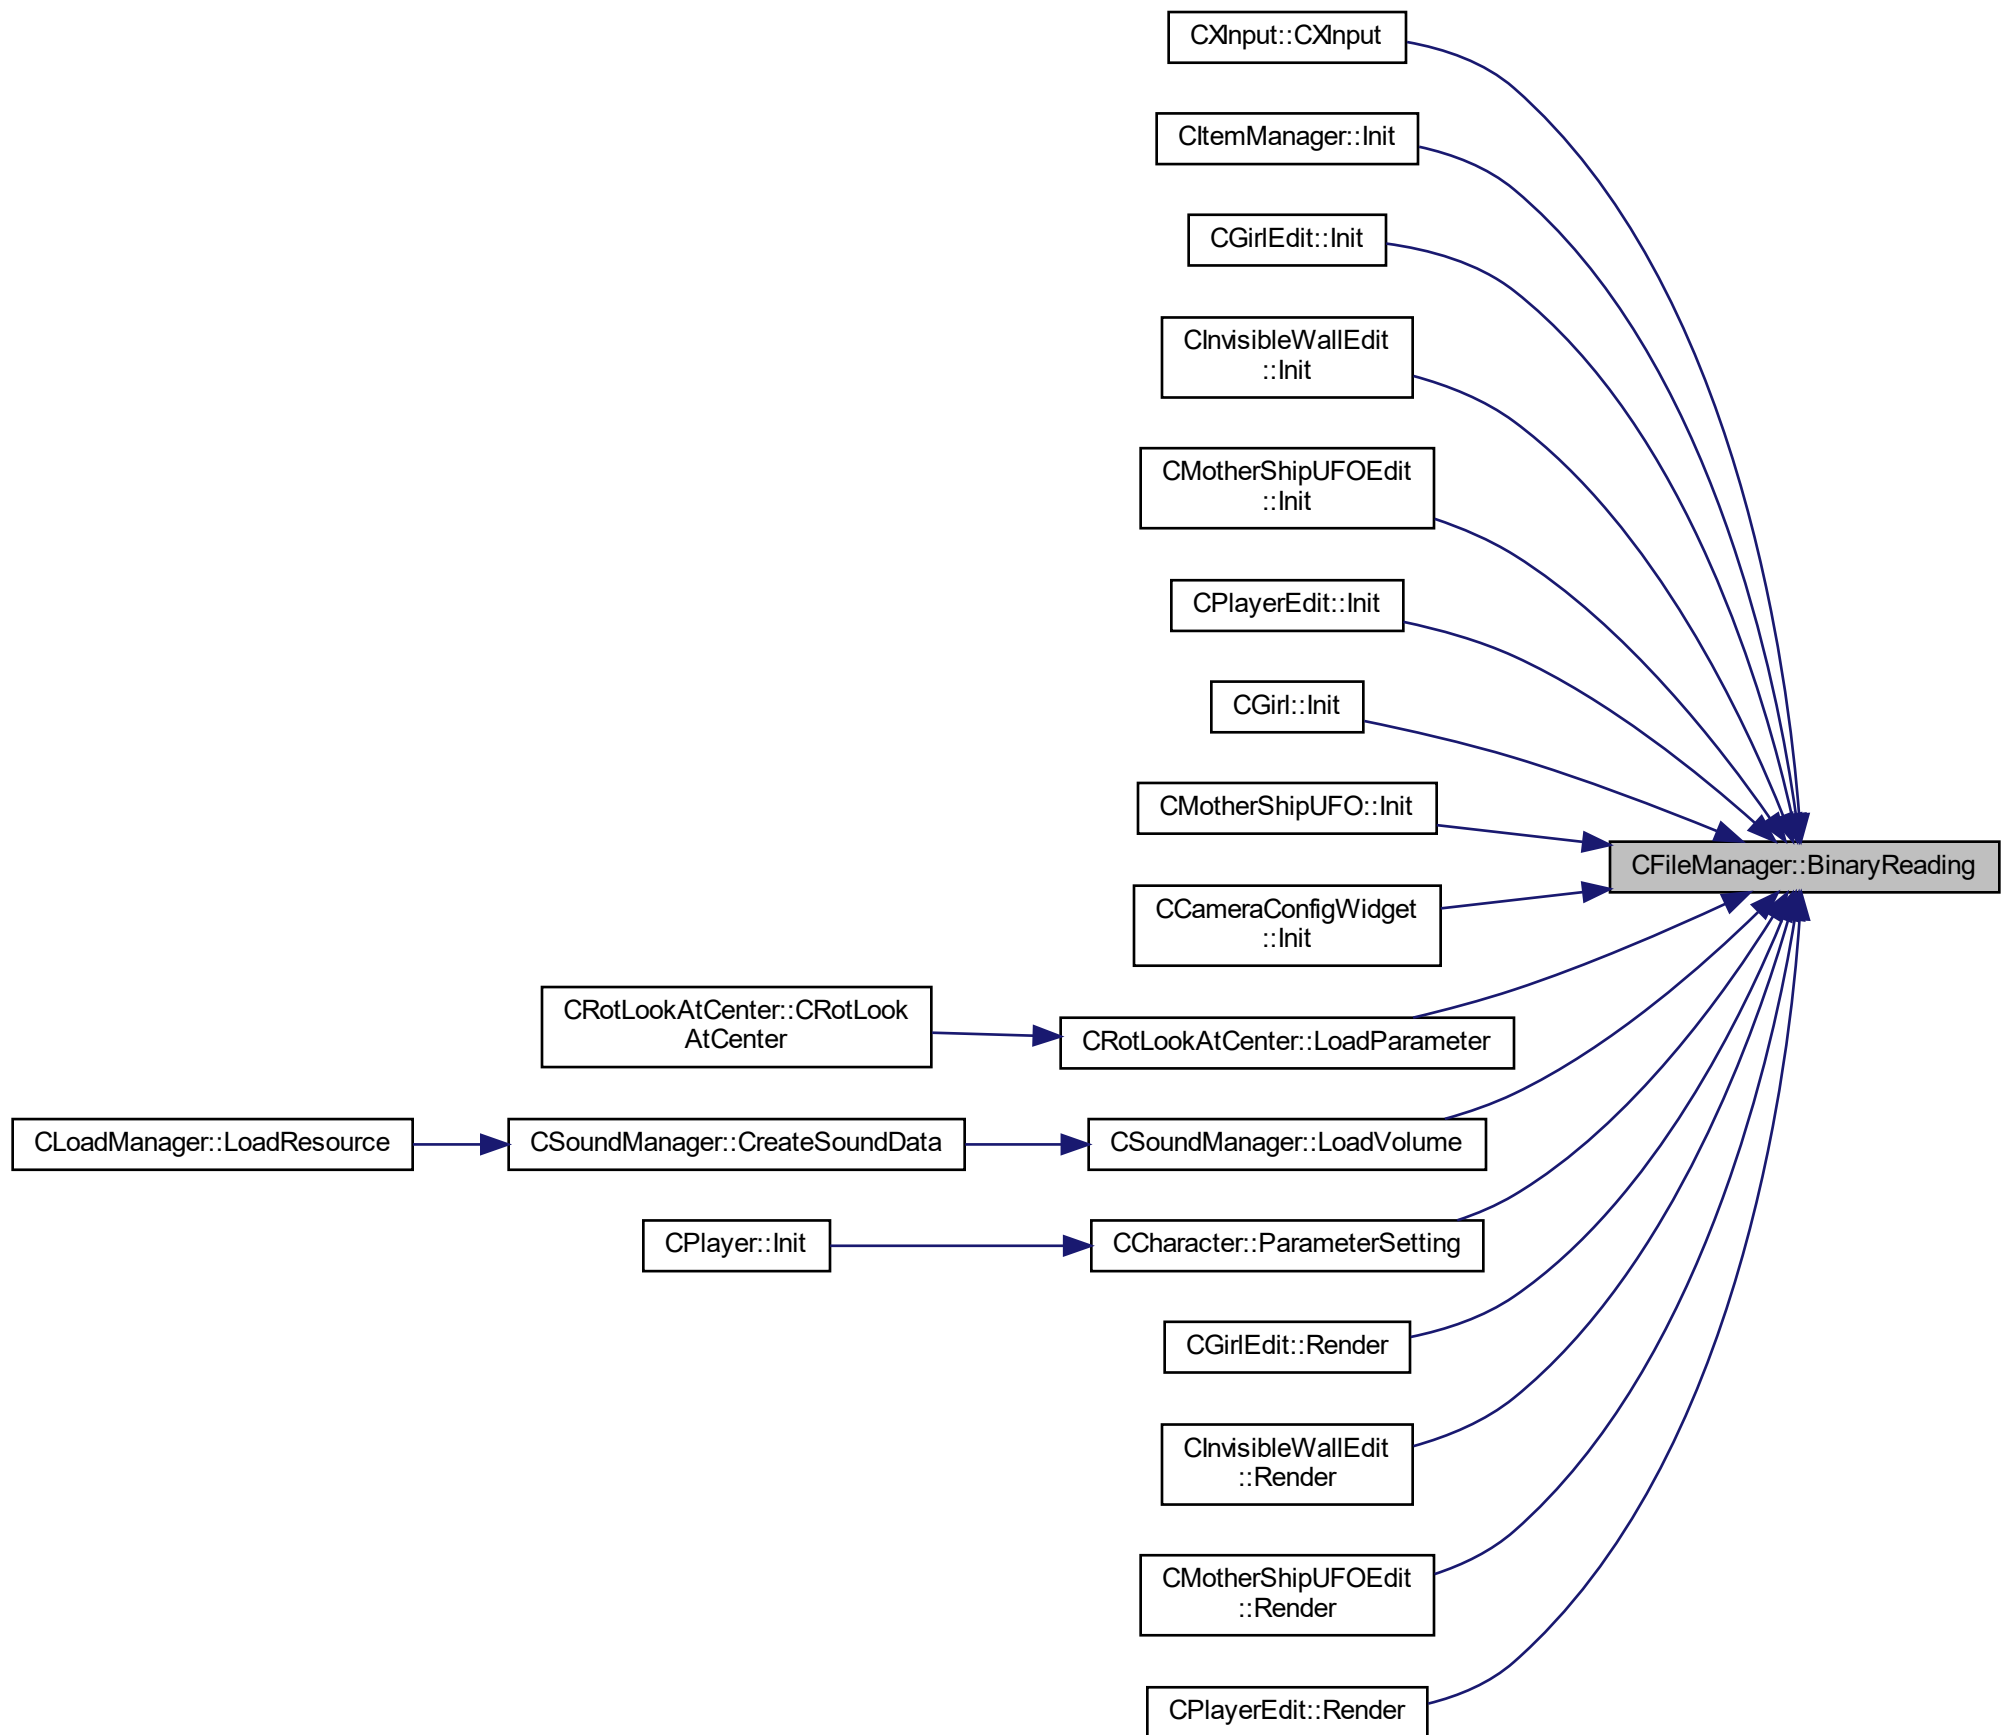 CXInput::CXInput
CItemManager::Init
CGirlEdit::Init
CInvisibleWallEdit
::Init
CMotherShipUFOEdit
::Init
CPlayerEdit::Init
CGirl::Init
CMotherShipUFO::Init
CFileManager::BinaryReading
CCameraConfigWidget
::Init
CRotLookAtCenter::CRotLook
AtCenter
CRotLookAtCenter::LoadParameter
CLoadManager::LoadResource
CSoundManager::CreateSoundData
CSoundManager::LoadVolume
CPlayer::Init
CCharacter::ParameterSetting
CGirlEdit::Render
CInvisibleWallEdit
::Render
CMotherShipUFOEdit
::Render
CPlayerEdit::Render